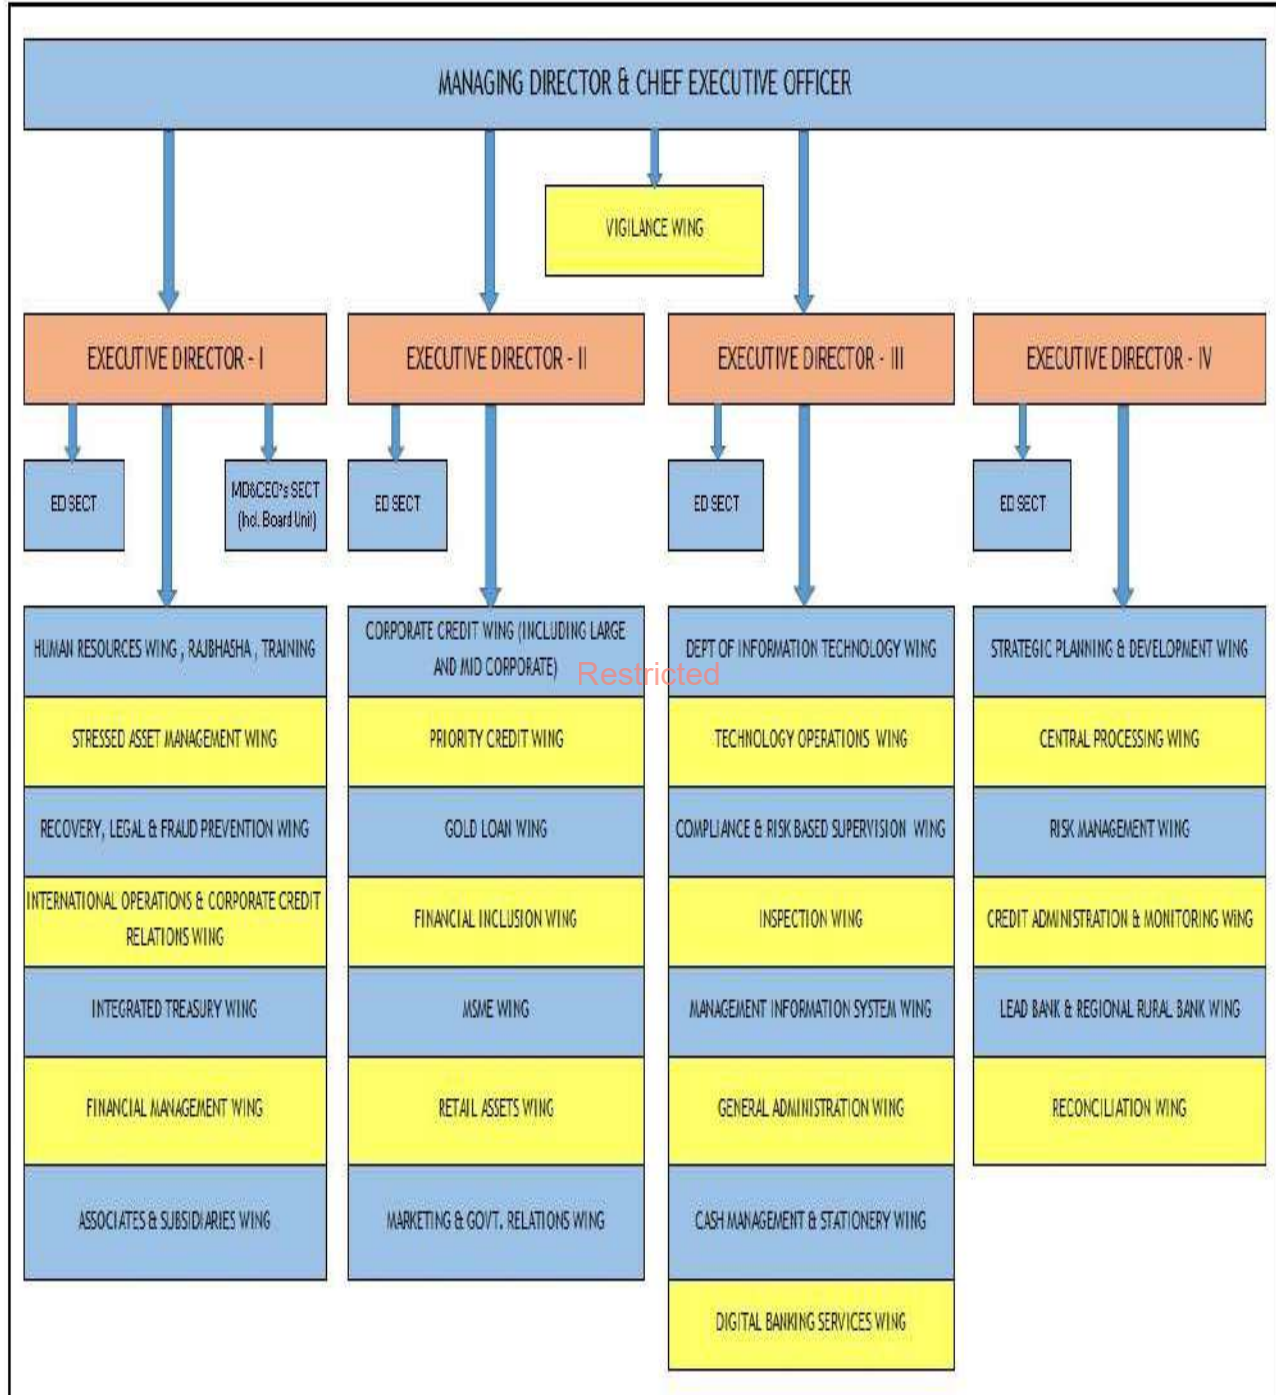 MANAGING DIRECTOR & CHIEF EXECUTIVE OFFICER
VIGILANCE WING
EXECUTIVE DIRECTOR - I
EXECUTIVE DIRECTOR - II
EXECUTIVE DIRECTOR - III
EXECUTIVE DIRECTOR - IV
ED SECT
MD&CEO's SECT
(Incl. Board Unit)
ED SECT
ED SECT
ED SECT
HUMAN RESOURCES WING , RAJBHASHA , TRAINING
STRESSED ASSET MANAGEMENT WING
RECOVERY, LEGAL & FRAUD PREVENTION WING
INTERNATIONAL OPERATIONS & CORPORATE CREDIT
RELATIONS WING
INTEGRATED TREASURY WING
FINANCIAL MANAGEMENT WING
ASSOCIATES & SUBSIDIARIES WING
CORPORATE CREDIT WING (INCLUDING LARGE
AND MID CORPORATE)
Restricted
PRIORITY CREDIT WING
GOLD LOAN WING
FINANCIAL INCLUSION WING
MSME WING
RETAIL ASSETS WING
MARKETING & GOVT. RELATIONS WING
DEPT OF INFORMATION TECHNOLOGY WING
TECHNOLOGY OPERATIONS WING
COMPLIANCE & RISK BASED SUPERVISION WING
INSPECTION WING
MANAGEMENT INFORMATION SYSTEM WING
GENERAL ADMINISTRATION WING
CASH MANAGEMENT & STATIONERY WING
DIGITAL BANKING SERVICES WING
STRATEGIC PLANNING & DEVELOPMENT WING
CENTRAL PROCESSING WING
RISK MANAGEMENT WING
CREDIT ADMINISTRATION & MONITORING WiNG
LEAD BANK & REGIONAL RURAL BANK WING
RECONCILIATION WING